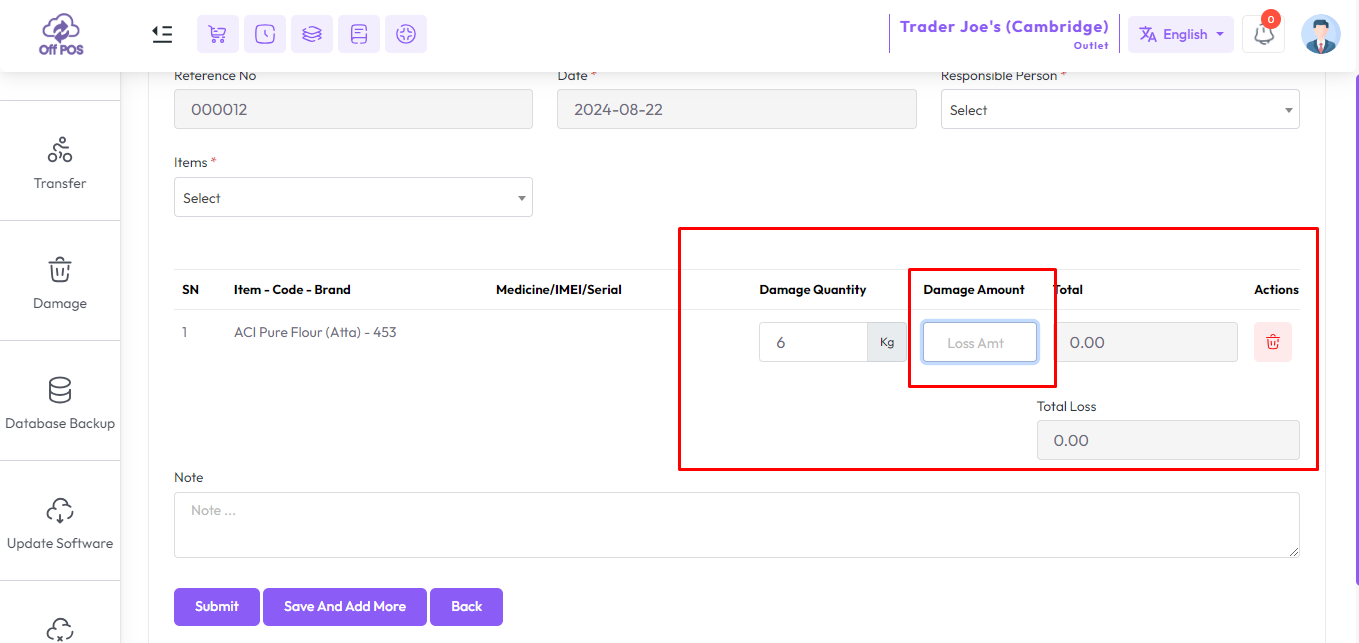 Off POS
Trader Joe's (Cambridge)
Outlet
English
0
Reference No
Date *
Responsible Person *
000012
2024-08-22
Select
Items *
Select
Transfer
Damage
Database Backup
Update Software
SN Item - Code - Brand Medicine/IMEI/Serial Damage Quantity Damage Amount Total Actions
1 ACI Pure Flour (Atta) - 453 6 Kg Loss Amt 0.00
Total Loss
0.00
Note
Note ...
Submit Save And Add More Back